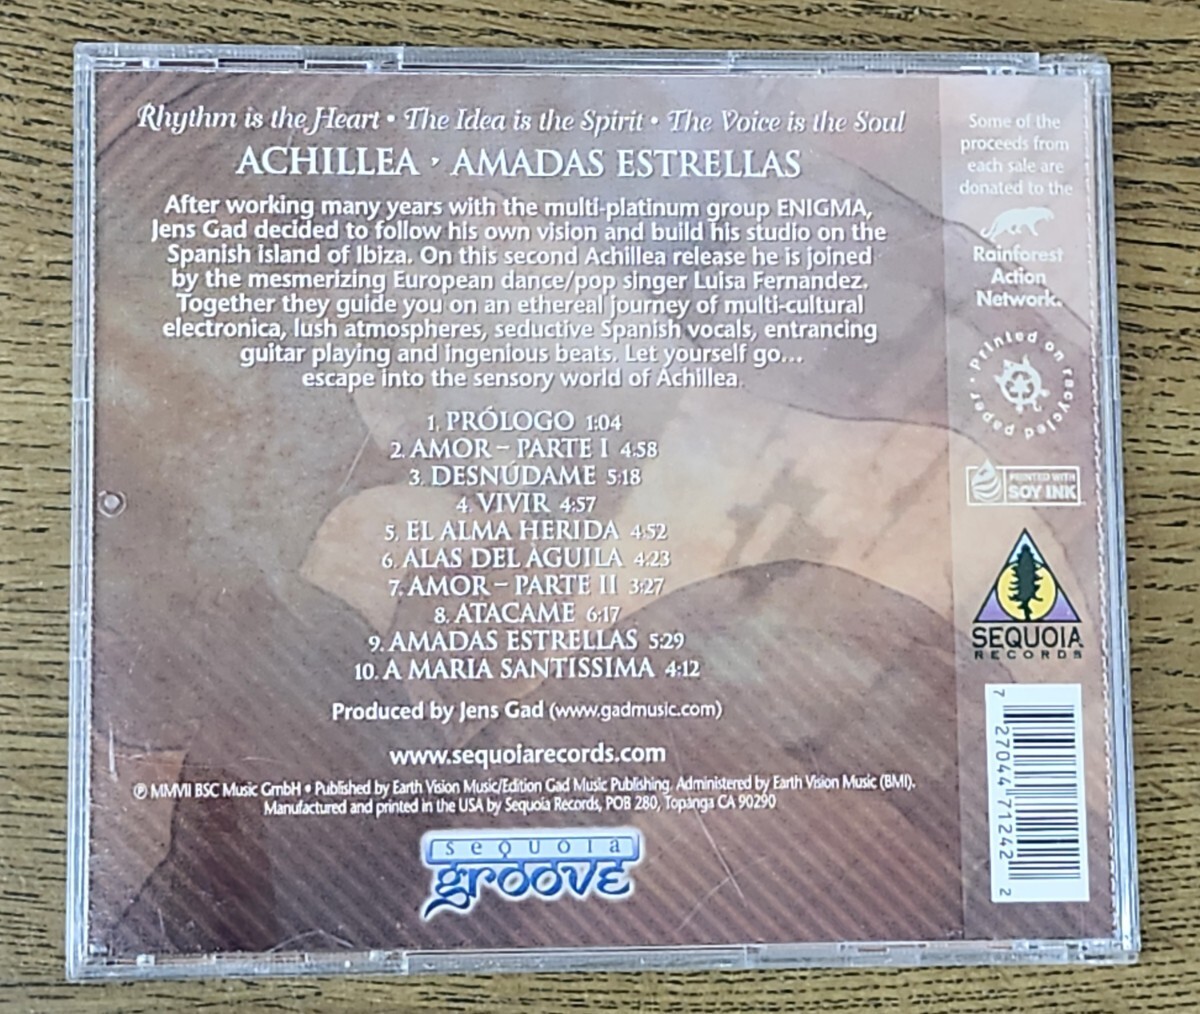 Rhythm is the Heart • The Idea is the Spirit • The Voice is the Soul
ACHILLEA • AMADAS ESTRELLAS
After working many years with the multi-platinum group ENIGMA,
Jens Gad decided to follow his own vision and build his studio on the
Spanish island of Ibiza. On this second Achillea release he is joined
by the mesmerizing European dance/pop singer Luisa Fernandez.
Together they guide you on an ethereal journey of multi-cultural
electronica, lush atmospheres, seductive Spanish vocals, entrancing
guitar playing and ingenious beats. Let yourself go...
escape into the sensory world of Achillea
1. PRÓLOGO 1:04
2. AMOR – PARTE I 4:58
3. DESNÚDAME 5:18
4. VIVIR 4:57
5. EL ALMA HERIDA 4:52
6. ALAS DEL ÀGUILA 4:23
7. AMOR – PARTE II 3:27
8. ATACAME 6:17
9. AMADAS ESTRELLAS 5:29
10. A MARIA SANTISSIMA 4:12
Produced by Jens Gad (www.gadmusic.com)
www.sequoiarecords.com
℗ MMVII BSC Music GmbH • Published by Earth Vision Music/Edition Gad Music Publishing. Administered by Earth Vision Music (BMI).
Manufactured and printed in the USA by Sequoia Records, POB 280, Topanga CA 90290
sequoia
groove
Some of the
proceeds from
each sale are
donated to the
Rainforest
Action
Network.
Printed on recycled paper •
PRINTED WITH
SOY INK
SEQUOIA
RECORDS
7 27044 71242 2